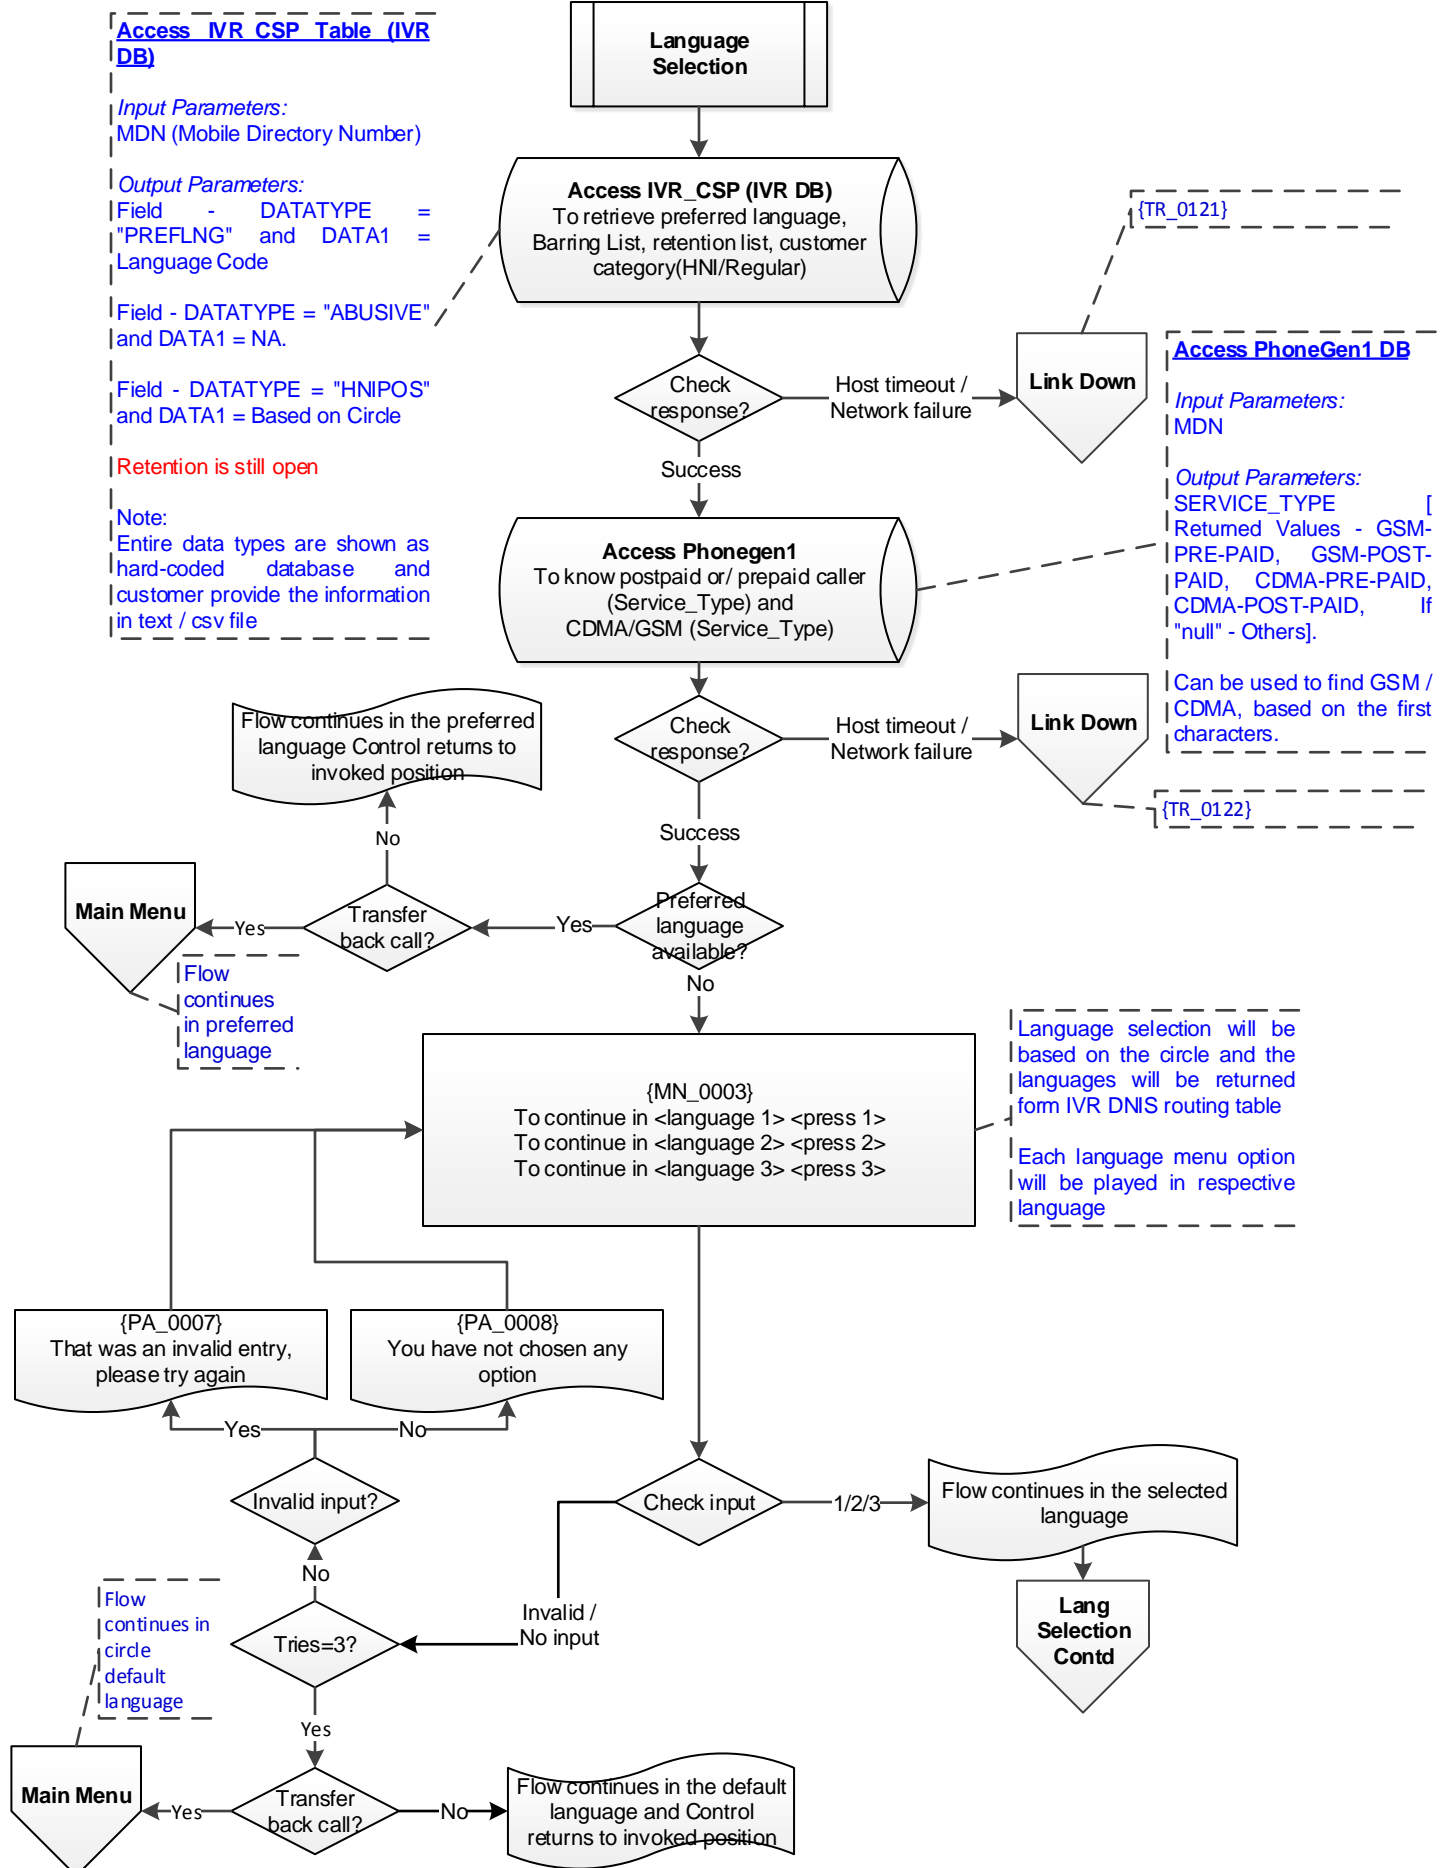 Access IVR_CSP Table (IVR
DB)
Input Parameters:
MDN (Mobile Directory Number)
Output Parameters:
Field - DATATYPE =
"PREFLNG" and DATA1 =
Language Code
Field - DATATYPE = "ABUSIVE"
and DATA1 = NA.
Field - DATATYPE = "HNIPOS"
and DATA1 = Based on Circle
Retention is still open
Note:
Entire data types are shown as
hard-coded database and
customer provide the information
in text / csv file
Language
Selection
Access IVR_CSP (IVR DB)
To retrieve preferred language,
Barring List, retention list, customer
category(HNI/Regular)
{TR_0121}
Check
response?
Host timeout /
Network failure
Link Down
Success
Access PhoneGen1 DB
Input Parameters:
MDN
Output Parameters:
SERVICE_TYPE [
Returned Values - GSM-
PRE-PAID, GSM-POST-
PAID, CDMA-PRE-PAID,
CDMA-POST-PAID, If
"null" - Others].
Can be used to find GSM /
CDMA, based on the first
characters.
Access Phonegen1
To know postpaid or/ prepaid caller
(Service_Type) and
CDMA/GSM (Service_Type)
Check
response?
Host timeout /
Network failure
Link Down
{TR_0122}
Success
Flow continues in the preferred
language Control returns to
invoked position
No
Preferred
language
available?
Yes
Transfer
back call?
Yes
Main Menu
Flow
continues
in preferred
language
No
{MN_0003}
To continue in <language 1> <press 1>
To continue in <language 2> <press 2>
To continue in <language 3> <press 3>
Language selection will be
based on the circle and the
languages will be returned
form IVR DNIS routing table
Each language menu option
will be played in respective
language
{PA_0007}
That was an invalid entry,
please try again
{PA_0008}
You have not chosen any
option
Yes
No
Invalid input?
Check input
1/2/3
Flow continues in the selected
language
Lang
Selection
Contd
No
Invalid /
No input
Tries=3?
Flow
continues in
circle
default
language
Yes
Main Menu
Yes
Transfer
back call?
No
Flow continues in the default
language and Control
returns to invoked position